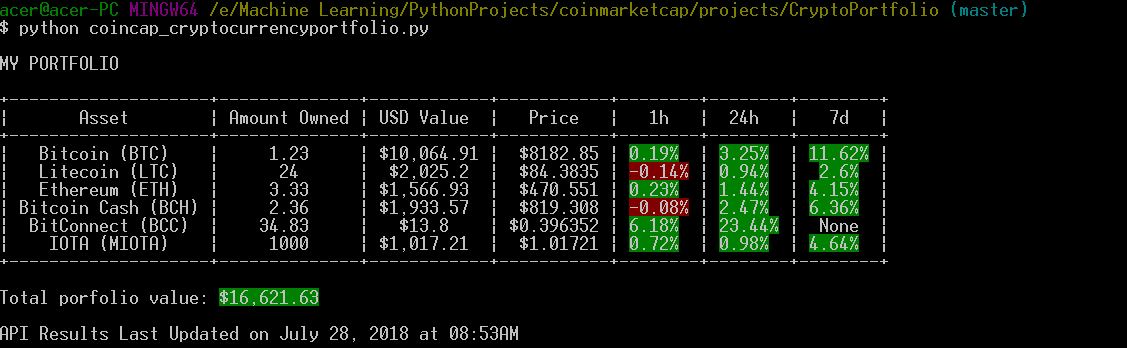 acer@acer-PC MINGW64 /e/Machine Learning/PythonProjects/coinmarketcap/projects/CryptoPortfolio (master)
$ python coincap_cryptocurrencyportfolio.py
MY PORTFOLIO
+--------------------+--------------+------------+-----------+-------+--------+--------+
| Asset | Amount Owned | USD Value | Price | 1h | 24h | 7d |
+--------------------+--------------+------------+-----------+-------+--------+--------+
| Bitcoin (BTC) | 1.23 | $10,064.91 | $8182.85 | 0.19% | 3.25% | 11.62% |
| Litecoin (LTC) | 24 | $2,025.2 | $84.3835 | -0.14% | 0.94% | 2.6% |
| Ethereum (ETH) | 3.33 | $1,566.93 | $470.551 | 0.23% | 1.44% | 4.15% |
| Bitcoin Cash (BCH) | 2.36 | $1,933.57 | $819.308 | -0.08% | 2.47% | 6.36% |
| BitConnect (BCC) | 34.83 | $13.8 | $0.396352 | 6.18% | 23.44% | None |
| IOTA (MIOTA) | 1000 | $1,017.21 | $1.01721 | 0.72% | 0.98% | 4.64% |
+--------------------+--------------+------------+-----------+-------+--------+--------+
Total porfolio value: $16,621.63
API Results Last Updated on July 28, 2018 at 08:53AM